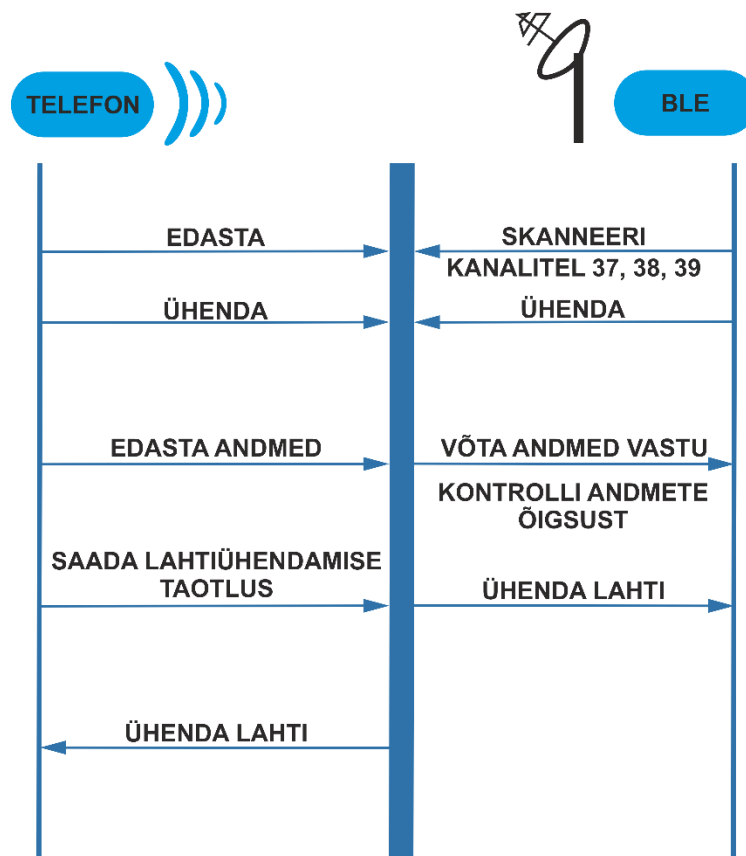 TELEFON
BLE
EDASTA
SKANNEERI
KANALITEL 37, 38, 39
ÜHENDA
ÜHENDA
EDASTA ANDMED
VÕTA ANDMED VASTU
KONTROLLI ANDMETE
ÕIGSUST
SAADA LAHTIÜHENDAMISE
TAOTLUS
ÜHENDA LAHTI
ÜHENDA LAHTI